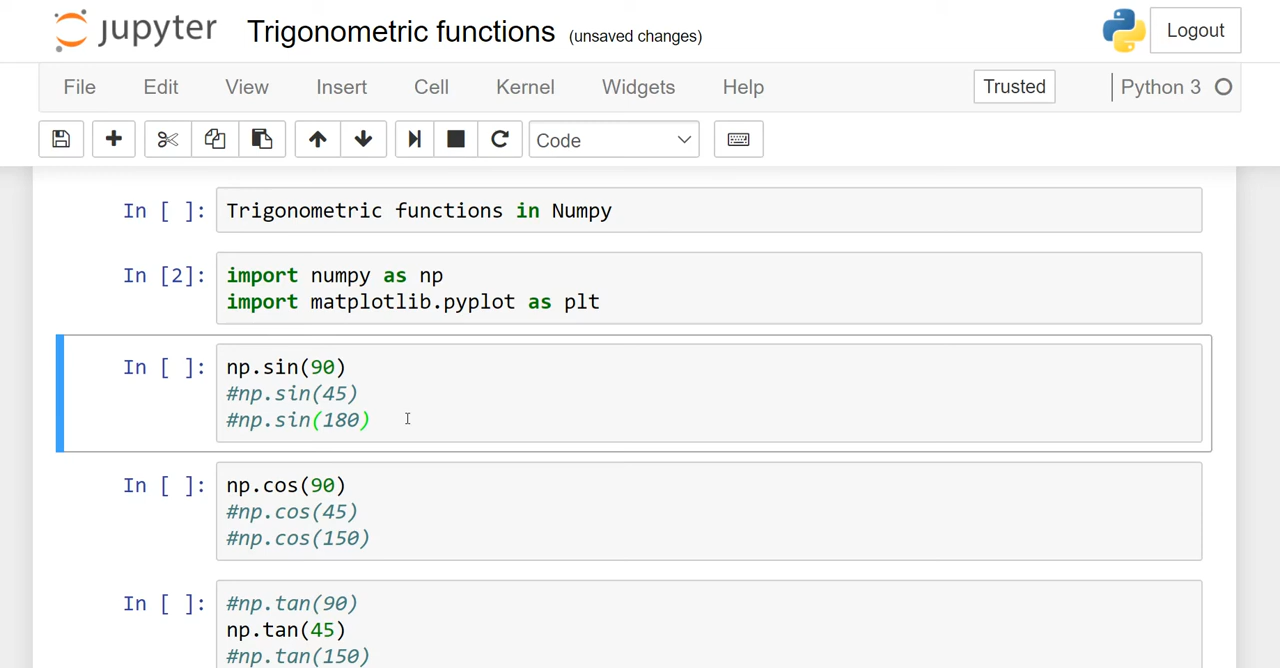 jupyter Trigonometric functions (unsaved changes) Logout
File Edit View Insert Cell Kernel Widgets Help Trusted Python 3
Code
In [ ]: Trigonometric functions in Numpy
In [2]: import numpy as np
import matplotlib.pyplot as plt
In [ ]: np.sin(90)
#np.sin(45)
#np.sin(180)
In [ ]: np.cos(90)
#np.cos(45)
#np.cos(150)
In [ ]: #np.tan(90)
np.tan(45)
#np.tan(150)